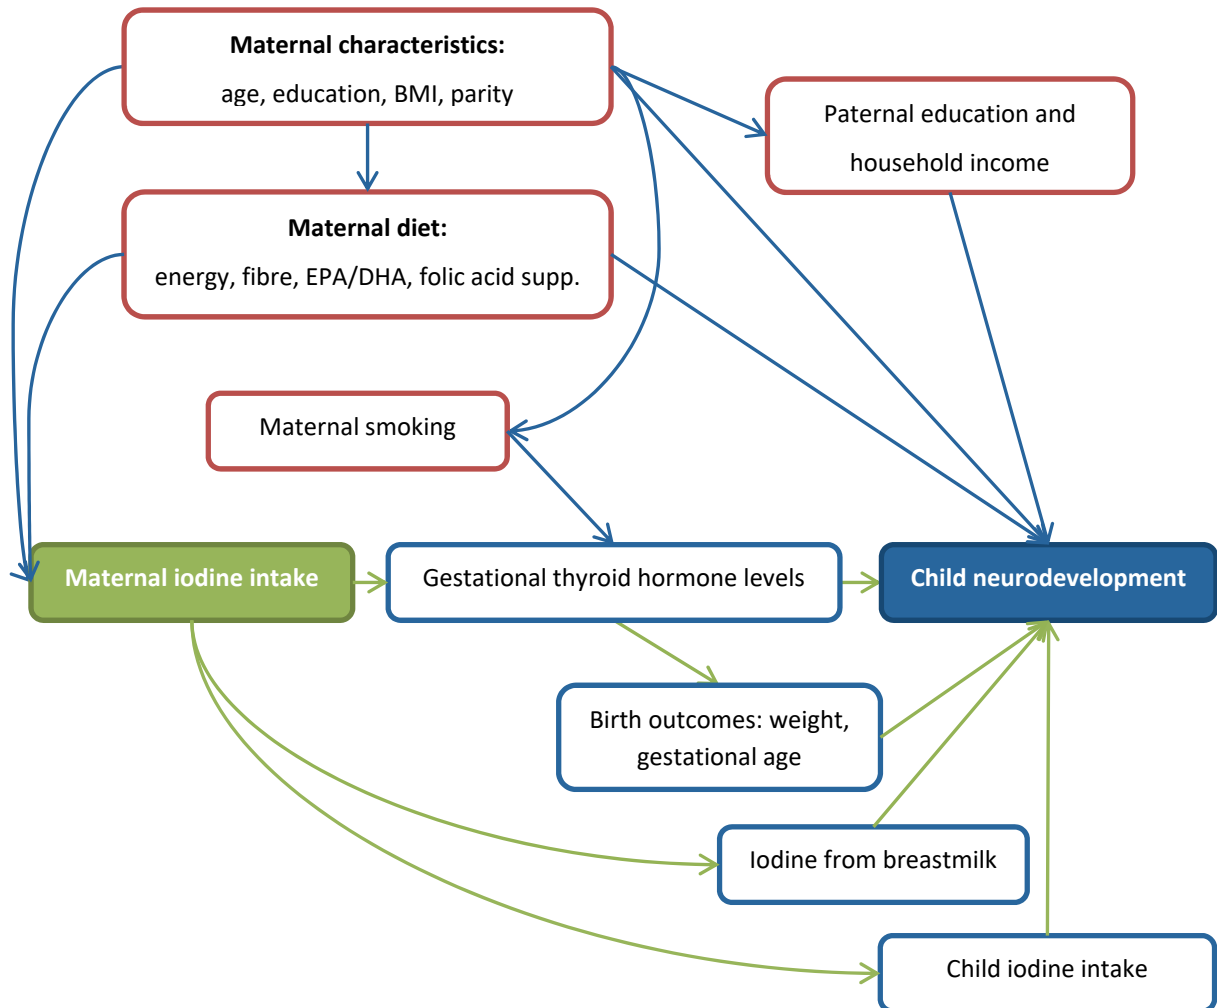 Maternal characteristics:
age, education, BMI, parity
Paternal education and
household income
Maternal diet:
energy, fibre, EPA/DHA, folic acid supp.
Maternal smoking
Maternal iodine intake
Gestational thyroid hormone levels
Child neurodevelopment
Birth outcomes: weight,
gestational age
Iodine from breastmilk
Child iodine intake